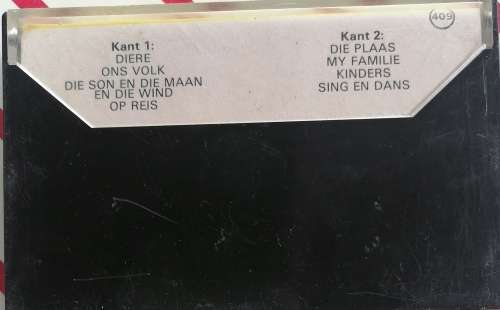 409
Kant 1:
DIERE
ONS VOLK
DIE SON EN DIE MAAN
EN DIE WIND
OP REIS
Kant 2:
DIE PLAAS
MY FAMILIE
KINDERS
SING EN DANS